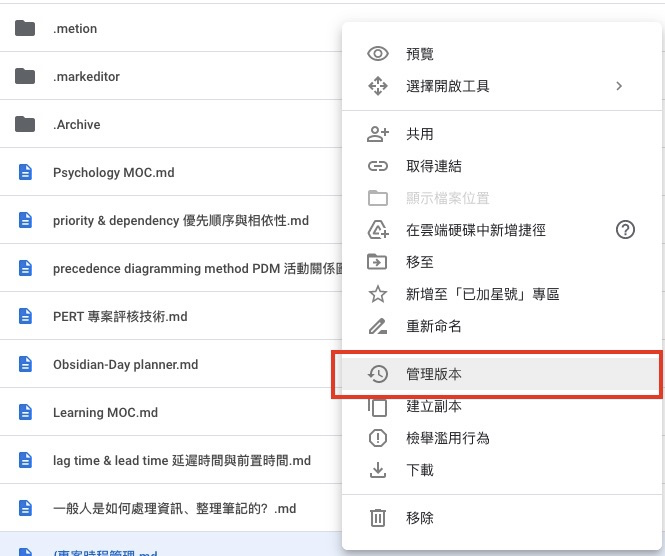 .metion
.markeditor
.Archive
Psychology MOC.md
priority & dependency 優先順序與相依性.md
precedence diagramming method PDM 活動關係
PERT 專案評核技術.md
Obsidian-Day planner.md
Learning MOC.md
lag time & lead time 延遲時間與前置時間.md
一般人是如何處理資訊、整理筆記的？.md
(專案時程管理.md
預覽
選擇開啟工具
共用
取得連結
顯示檔案位置
在雲端硬碟中新增捷徑
移至
新增至「已加星號」專區
重新命名
管理版本
建立副本
檢舉濫用行為
下載
移除